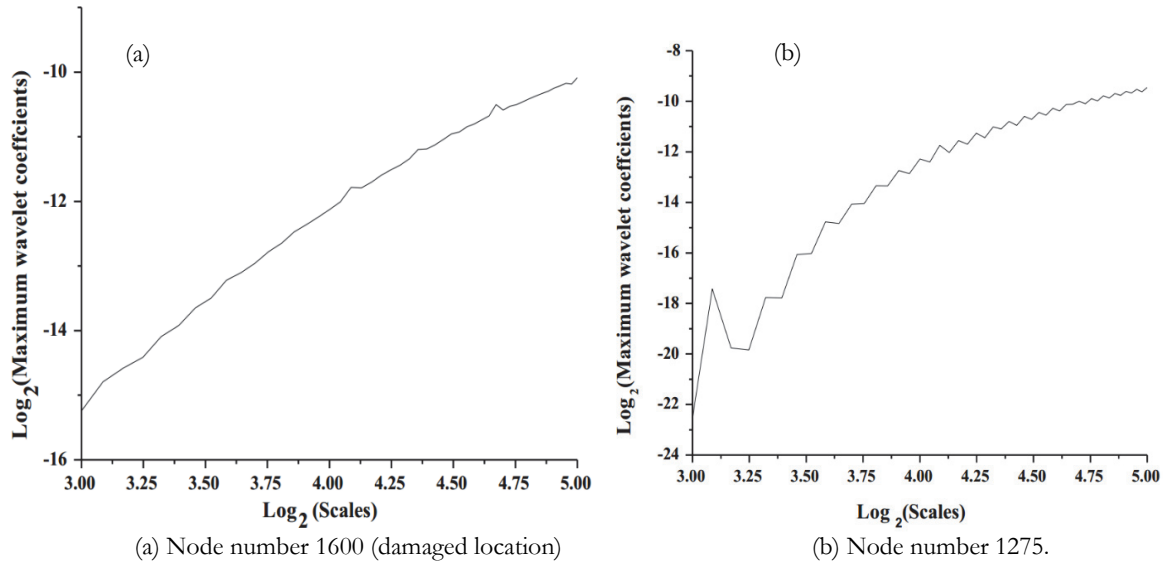 (a)
Log2(Maximum wavelet coeffcients)
-10
-12
-14
-16
3.00 3.25 3.50 3.75 4.00 4.25 4.50 4.75 5.00
Log2 (Scales)
(a) Node number 1600 (damaged location)
(b)
Log2(Maximum wavelet coeffcients)
-8
-10
-12
-14
-16
-18
-20
-22
-24
3.00 3.25 3.50 3.75 4.00 4.25 4.50 4.75 5.00
Log 2(Scales)
(b) Node number 1275.